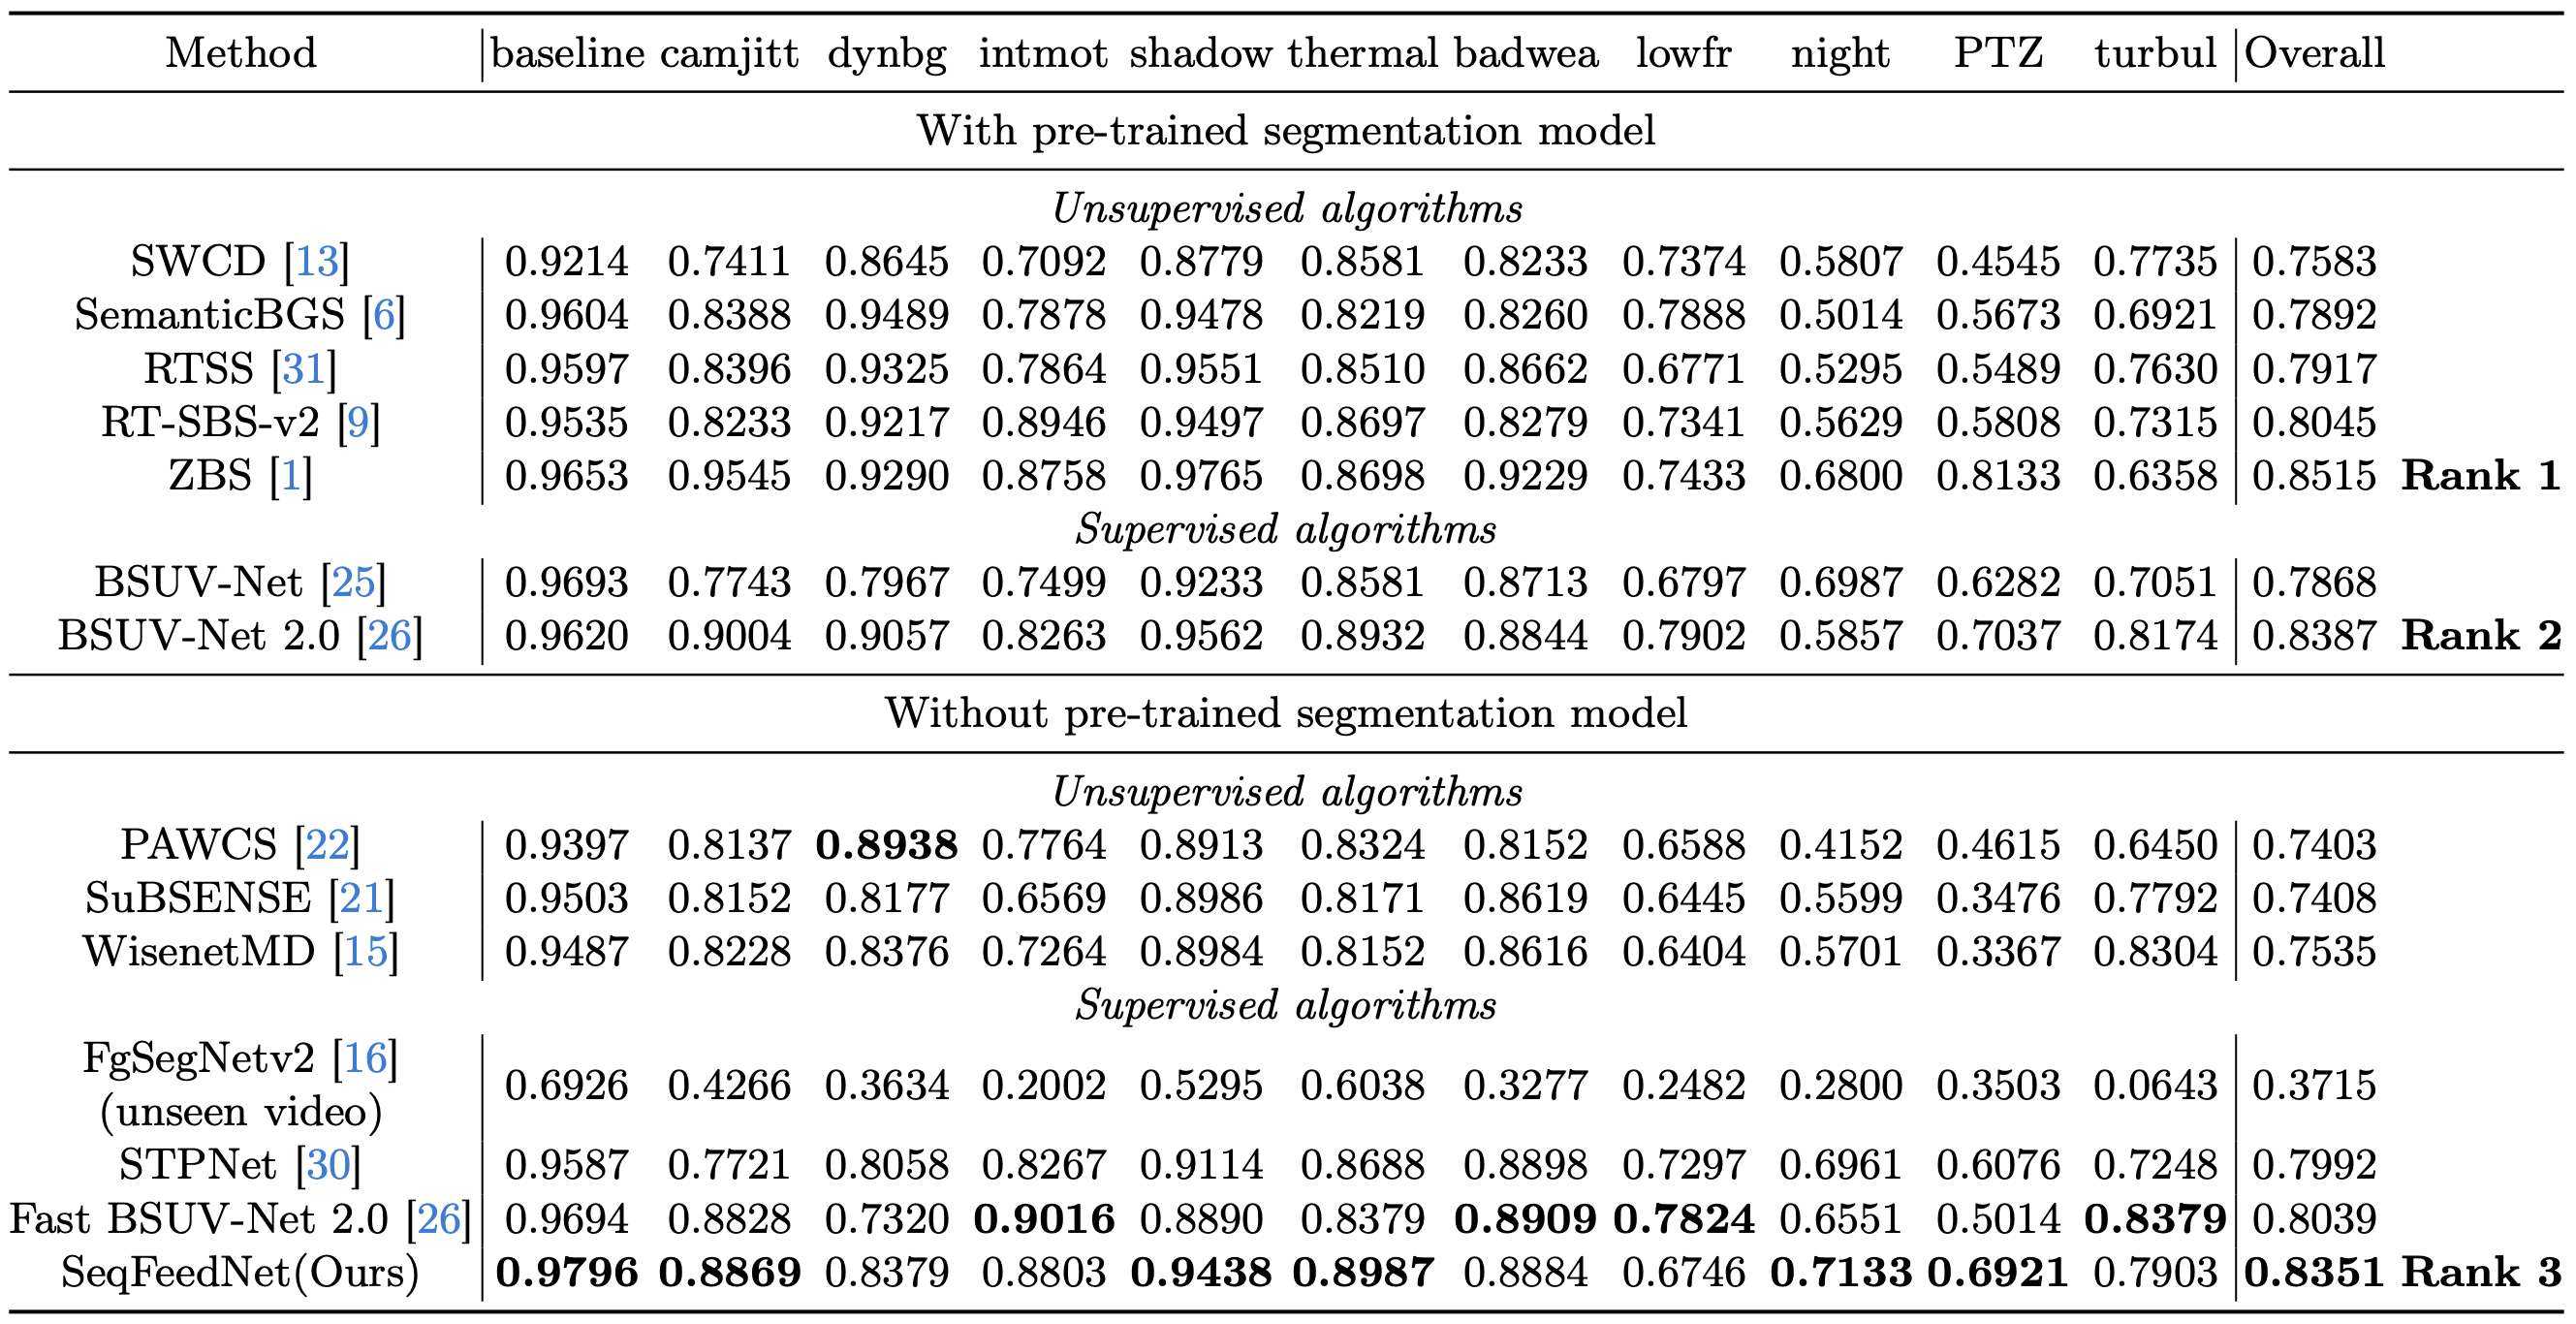 Method baseline camjitt dynbg intmot shadow thermal badwea lowfr night PTZ turbul Overall
With pre-trained segmentation model
Unsupervised algorithms
SWCD [13] 0.9214 0.7411 0.8645 0.7092 0.8779 0.8581 0.8233 0.7374 0.5807 0.4545 0.7735 0.7583
SemanticBGS [6] 0.9604 0.8388 0.9489 0.7878 0.9478 0.8219 0.8260 0.7888 0.5014 0.5673 0.6921 0.7892
RTSS [31] 0.9597 0.8396 0.9325 0.7864 0.9551 0.8510 0.8662 0.6771 0.5295 0.5489 0.7630 0.7917
RT-SBS-v2 [9] 0.9535 0.8233 0.9217 0.8946 0.9497 0.8697 0.8279 0.7341 0.5629 0.5808 0.7315 0.8045
ZBS [1] 0.9653 0.9545 0.9290 0.8758 0.9765 0.8698 0.9229 0.7433 0.6800 0.8133 0.6358 0.8515 Rank 1
Supervised algorithms
BSUV-Net [25] 0.9693 0.7743 0.7967 0.7499 0.9233 0.8581 0.8713 0.6797 0.6987 0.6282 0.7051 0.7868
BSUV-Net 2.0 [26] 0.9620 0.9004 0.9057 0.8263 0.9562 0.8932 0.8844 0.7902 0.5857 0.7037 0.8174 0.8387 Rank 2
Without pre-trained segmentation model
Unsupervised algorithms
PAWCS [22] 0.9397 0.8137 0.8938 0.7764 0.8913 0.8324 0.8152 0.6588 0.4152 0.4615 0.6450 0.7403
SuBSENSE [21] 0.9503 0.8152 0.8177 0.6569 0.8986 0.8171 0.8619 0.6445 0.5599 0.3476 0.7792 0.7408
WisenetMD [15] 0.9487 0.8228 0.8376 0.7264 0.8984 0.8152 0.8616 0.6404 0.5701 0.3367 0.8304 0.7535
Supervised algorithms
FgSegNetv2 [16]
(unseen video) 0.6926 0.4266 0.3634 0.2002 0.5295 0.6038 0.3277 0.2482 0.2800 0.3503 0.0643 0.3715
STPNet [30] 0.9587 0.7721 0.8058 0.8267 0.9114 0.8688 0.8898 0.7297 0.6961 0.6076 0.7248 0.7992
Fast BSUV-Net 2.0 [26] 0.9694 0.8828 0.7320 0.9016 0.8890 0.8379 0.8909 0.7824 0.6551 0.5014 0.8379 0.8039
SeqFeedNet(Ours) 0.9796 0.8869 0.8379 0.8803 0.9438 0.8987 0.8884 0.6746 0.7133 0.6921 0.7903 0.8351 Rank 3